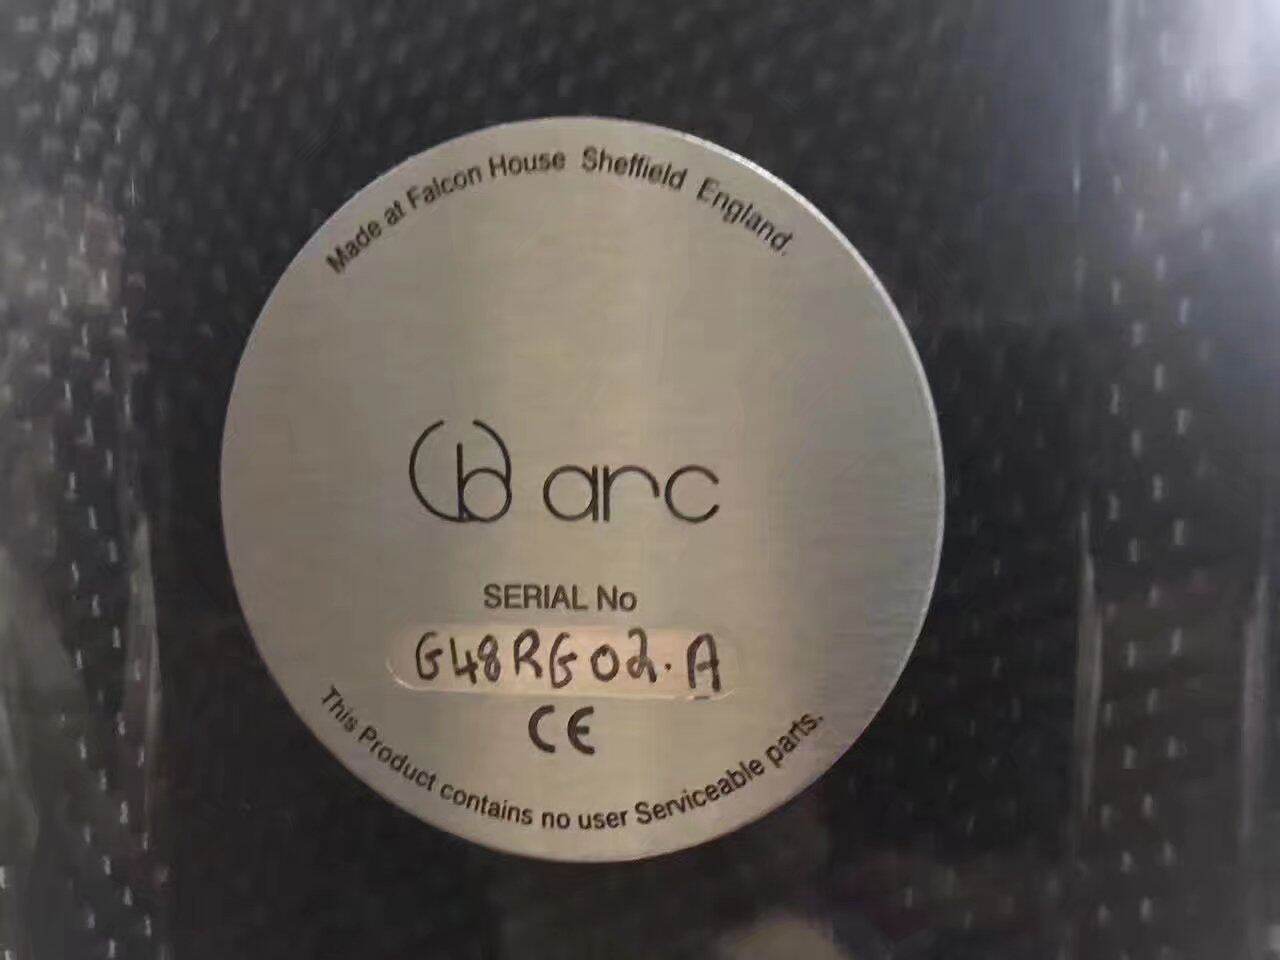 Made at Falcon House Sheffield England.
arc
SERIAL No
G48RG02.A
CE
This Product contains no user Serviceable parts.